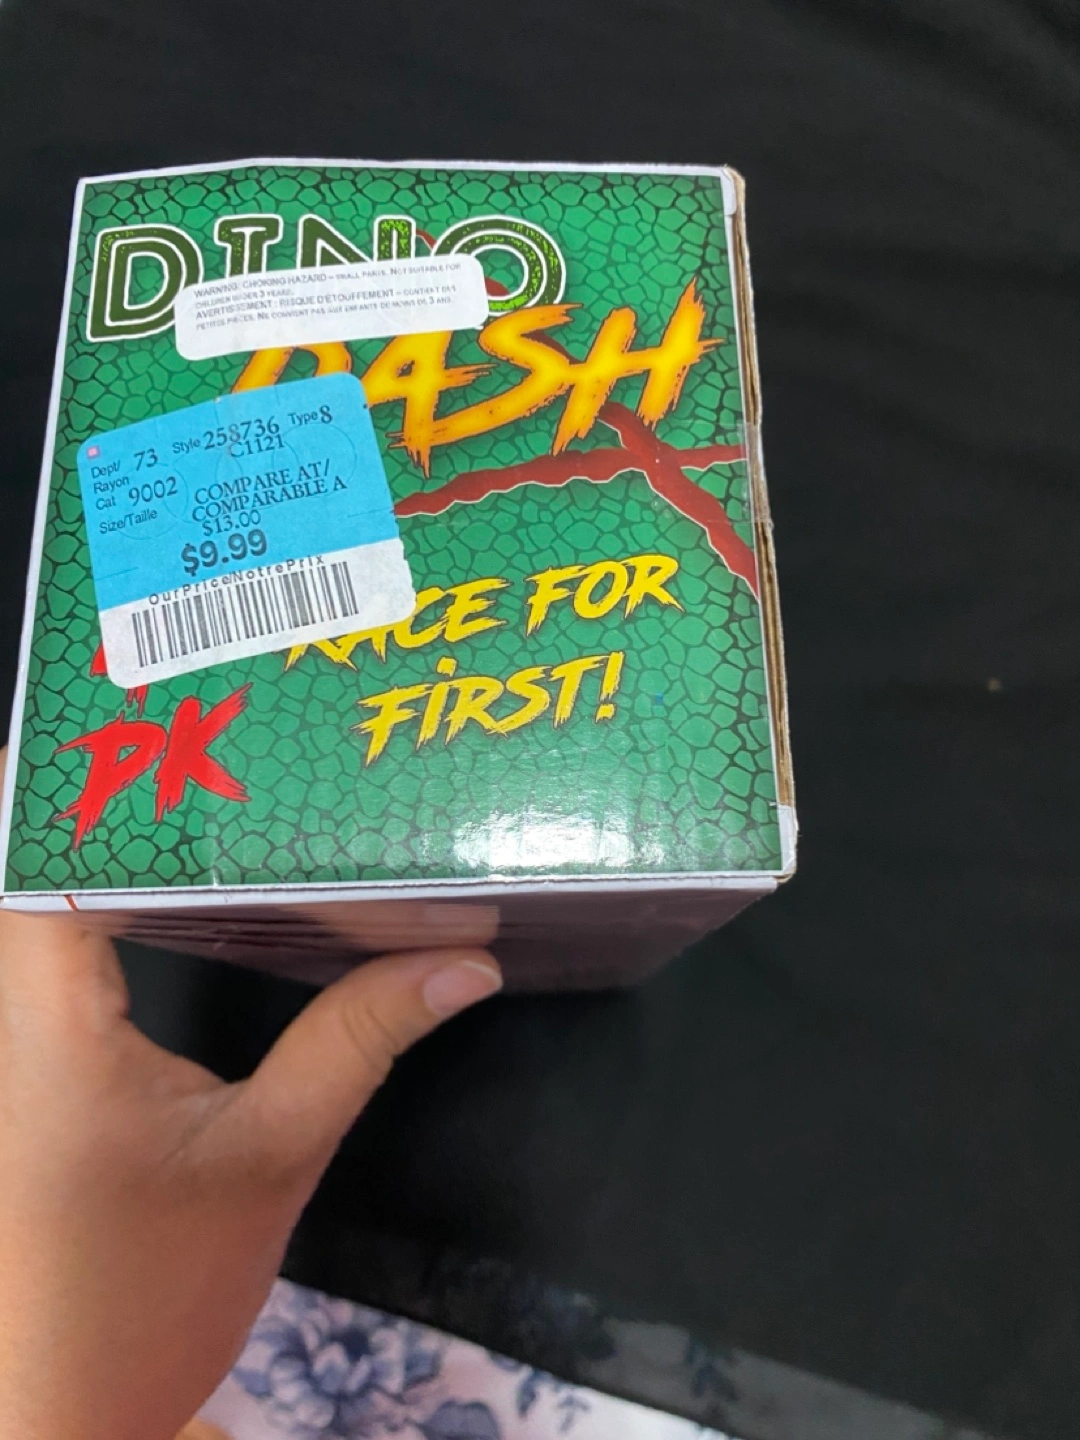 DINO
WARNING: CHOKING HAZARD – SMALL PARTS. NOT SUITABLE FOR
CHILDREN UNDER 3 YEARS.
AVERTISSEMENT : RISQUE D'ÉTOUFFEMENT – CONTIENT DES
PETITES PIÈCES. NE CONVIENT PAS AUX ENFANTS DE MOINS DE 3 ANS.
DASH
Dept/ 73 Style 258736 Type 8
Rayon C1121
Cat 9002 COMPARE AT/
Size/Taille COMPARABLE A
$13.00
$9.99
OurPrice/NotrePrix
RACE FOR
FIRST!
PK